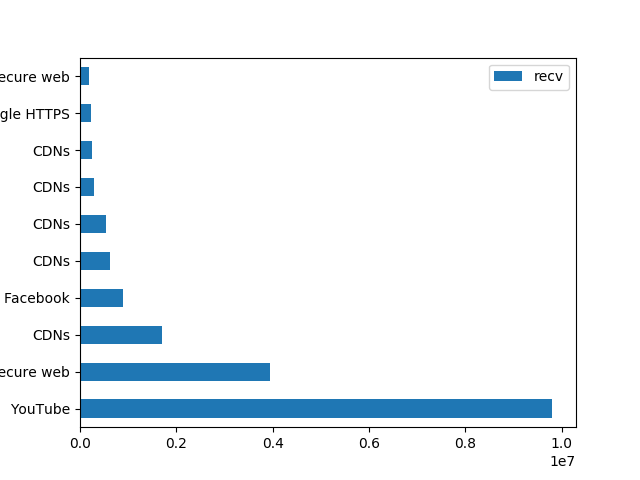 recv
ecure web
gle HTTPS
CDNs
CDNs
CDNs
CDNs
Facebook
CDNs
ecure web
YouTube
0.0 0.2 0.4 0.6 0.8 1.0
1e7